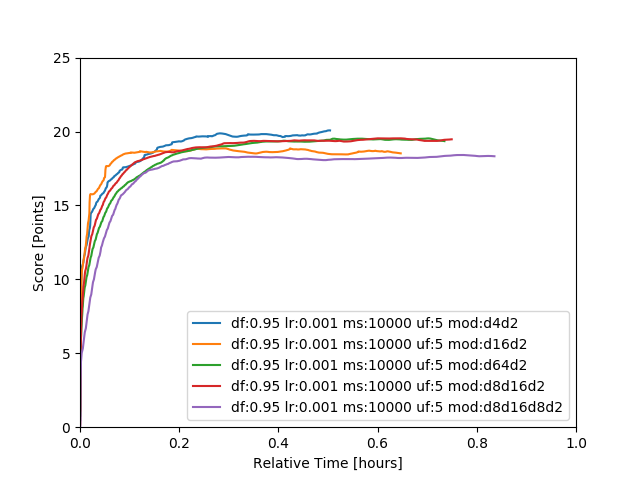 25
20
15
10
5
0
Score [Points]
df:0.95 lr:0.001 ms:10000 uf:5 mod:d4d2
df:0.95 lr:0.001 ms:10000 uf:5 mod:d16d2
df:0.95 lr:0.001 ms:10000 uf:5 mod:d64d2
df:0.95 lr:0.001 ms:10000 uf:5 mod:d8d16d2
df:0.95 lr:0.001 ms:10000 uf:5 mod:d8d16d8d2
0.0 0.2 0.4 0.6 0.8 1.0
Relative Time [hours]